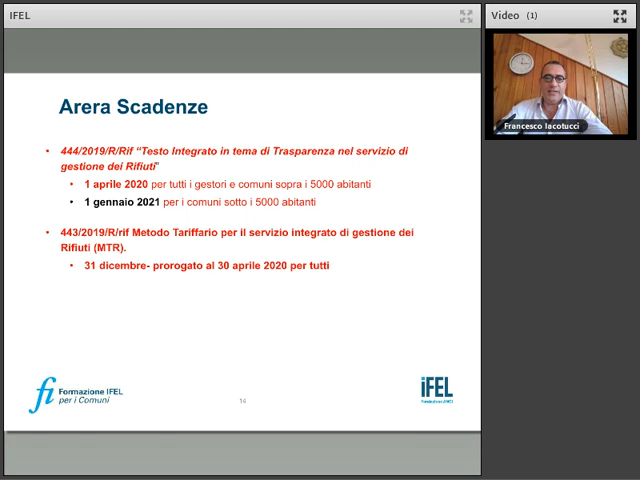 IFEL
Video (1)
Francesco Iacotucci
Arera Scadenze
• 444/2019/R/Rif “Testo Integrato in tema di Trasparenza nel servizio di
gestione dei Rifiuti”
• 1 aprile 2020 per tutti i gestori e comuni sopra i 5000 abitanti
• 1 gennaio 2021 per i comuni sotto i 5000 abitanti
• 443/2019/R/rif Metodo Tariffario per il servizio integrato di gestione dei
Rifiuti (MTR).
• 31 dicembre- prorogato al 30 aprile 2020 per tutti
fi Formazione IFEL
per i Comuni
14
iFEL
Fondazione ANCI